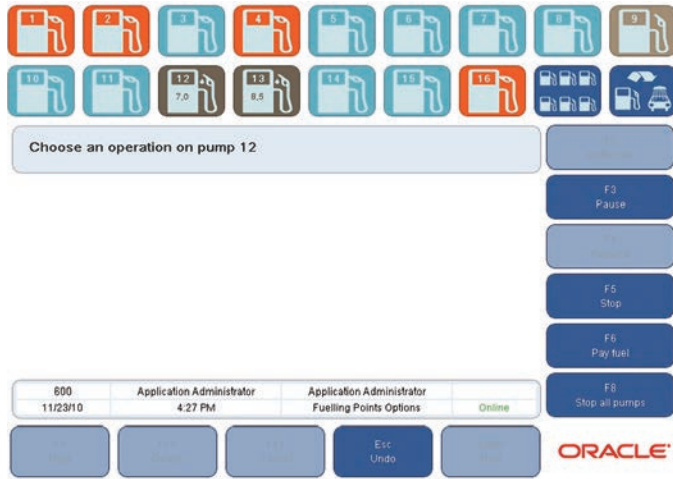 1 2 3 4 5 6 7 8 9
10 11 12 13 14 15 16
7,0 8,5
Choose an operation on pump 12
F3
Pause
F5
Stop
F6
Pay fuel
F8
Stop all pumps
600 Application Administrator Application Administrator
11/23/10 4:27 PM Fuelling Points Options Online
Esc
Undo
ORACLE